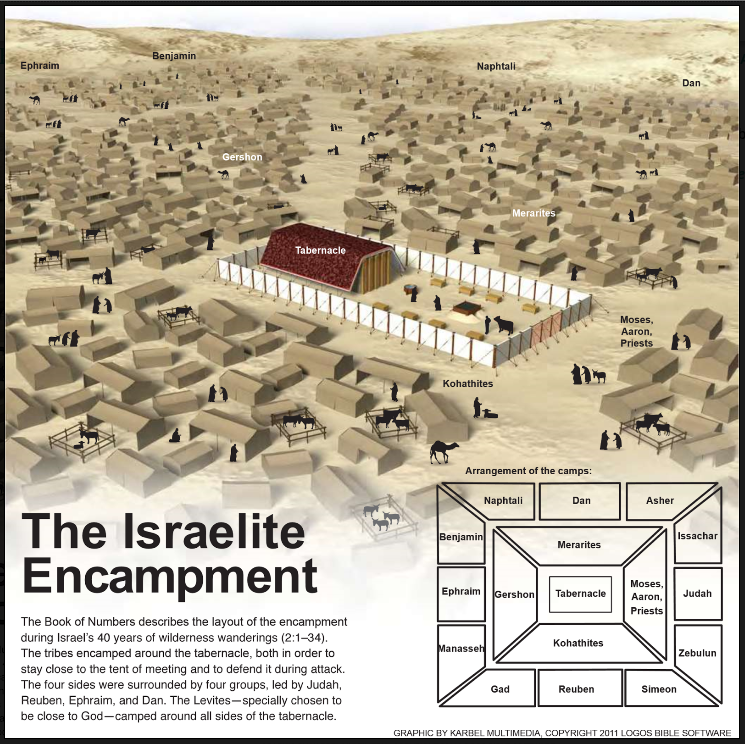 Benjamin
Ephraim
Naphtali
Dan
Gershon
Merarites
Tabernacle
Moses,
Aaron,
Priests
Kohathites
Arrangement of the camps:
Naphtali Dan Asher
Benjamin Issachar
Merarites
Ephraim Gershon Tabernacle Judah
Moses,
Aaron,
Priests
Kohathites
Manasseh Zebulun
Gad Reuben Simeon
The Israelite
Encampment
The Book of Numbers describes the layout of the encampment
during Israel's 40 years of wilderness wanderings (2:1–34).
The tribes encamped around the tabernacle, both in order to
stay close to the tent of meeting and to defend it during attack.
The four sides were surrounded by four groups, led by Judah,
Reuben, Ephraim, and Dan. The Levites—specially chosen to
be close to God—camped around all sides of the tabernacle.
GRAPHIC BY KARBEL MULTIMEDIA, COPYRIGHT 2011 LOGOS BIBLE SOFTWARE